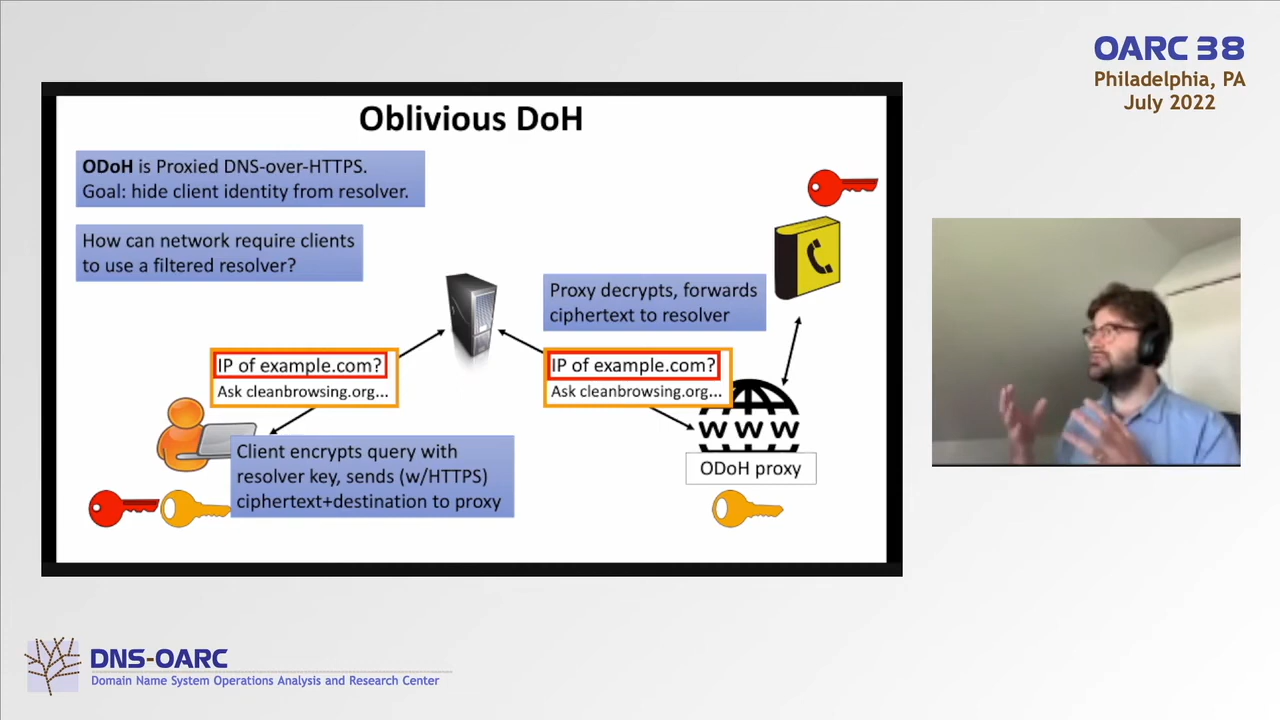 OARC 38
Philadelphia, PA
July 2022
Oblivious DoH
ODoH is Proxied DNS-over-HTTPS.
Goal: hide client identity from resolver.
How can network require clients
to use a filtered resolver?
Proxy decrypts, forwards
ciphertext to resolver
IP of example.com?
Ask cleanbrowsing.org...
IP of example.com?
Ask cleanbrowsing.org...
W W W
ODoH proxy
Client encrypts query with
resolver key, sends (w/HTTPS)
ciphertext+destination to proxy
DNS-OARC
Domain Name System Operations Analysis and Research Center